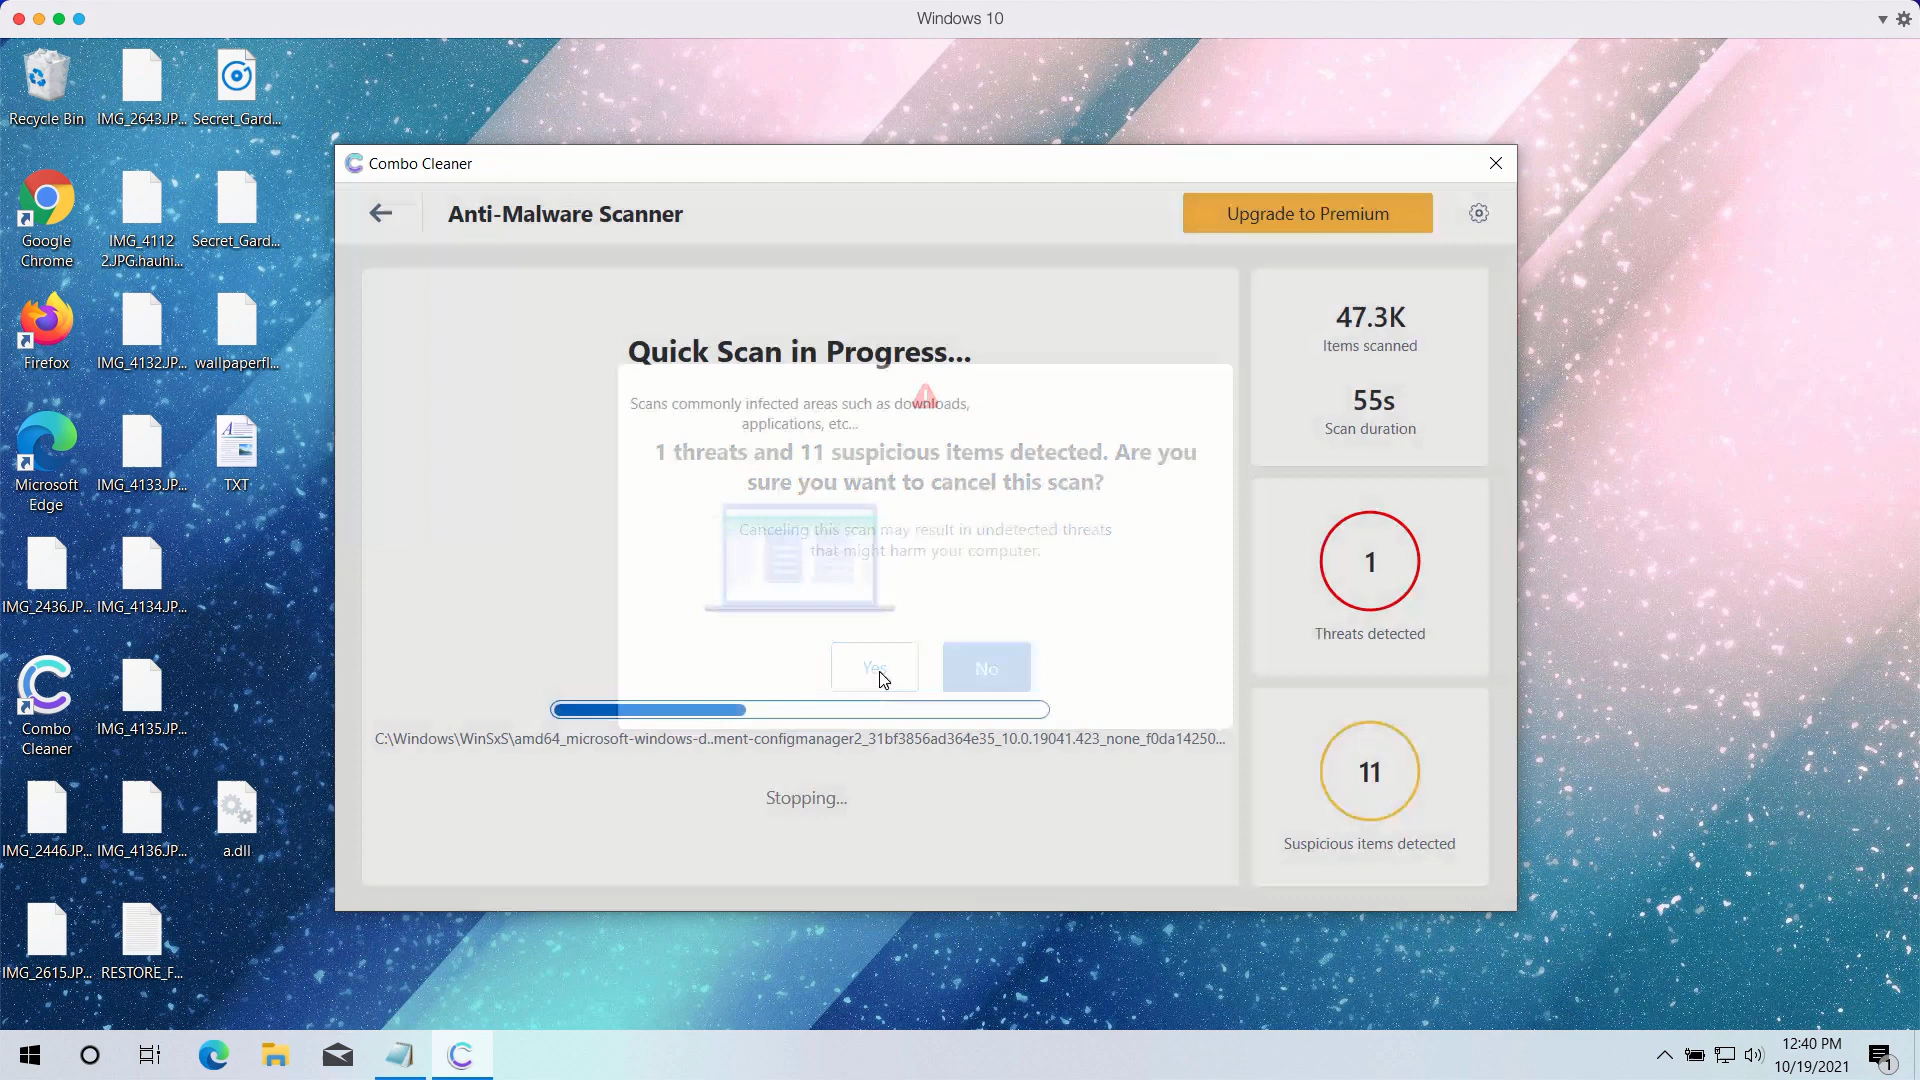 Windows 10
Recycle Bin
IMG_2643.JP...
Secret_Gard...
Google
Chrome
IMG_4112
2.JPG.hauhi...
Secret_Gard...
Firefox
IMG_4132.JP...
wallpaperfl...
Microsoft
Edge
IMG_4133.JP...
TXT
IMG_2436.JP...
IMG_4134.JP...
Combo
Cleaner
IMG_4135.JP...
IMG_2446.JP...
IMG_4136.JP...
a.dll
IMG_2615.JP...
RESTORE_F...
Combo Cleaner
Anti-Malware Scanner
Upgrade to Premium
Quick Scan in Progress...
Scans commonly infected areas such as downloads,
applications, etc...
1 threats and 11 suspicious items detected. Are you
sure you want to cancel this scan?
Canceling this scan may result in undetected threats
that might harm your computer.
Yes
No
C:\Windows\WinSxS\amd64_microsoft-windows-d..ment-configmanager2_31bf3856ad364e35_10.0.19041.423_none_f0da14250...
Stopping...
47.3K
Items scanned
55s
Scan duration
1
Threats detected
11
Suspicious items detected
12:40 PM
10/19/2021
1